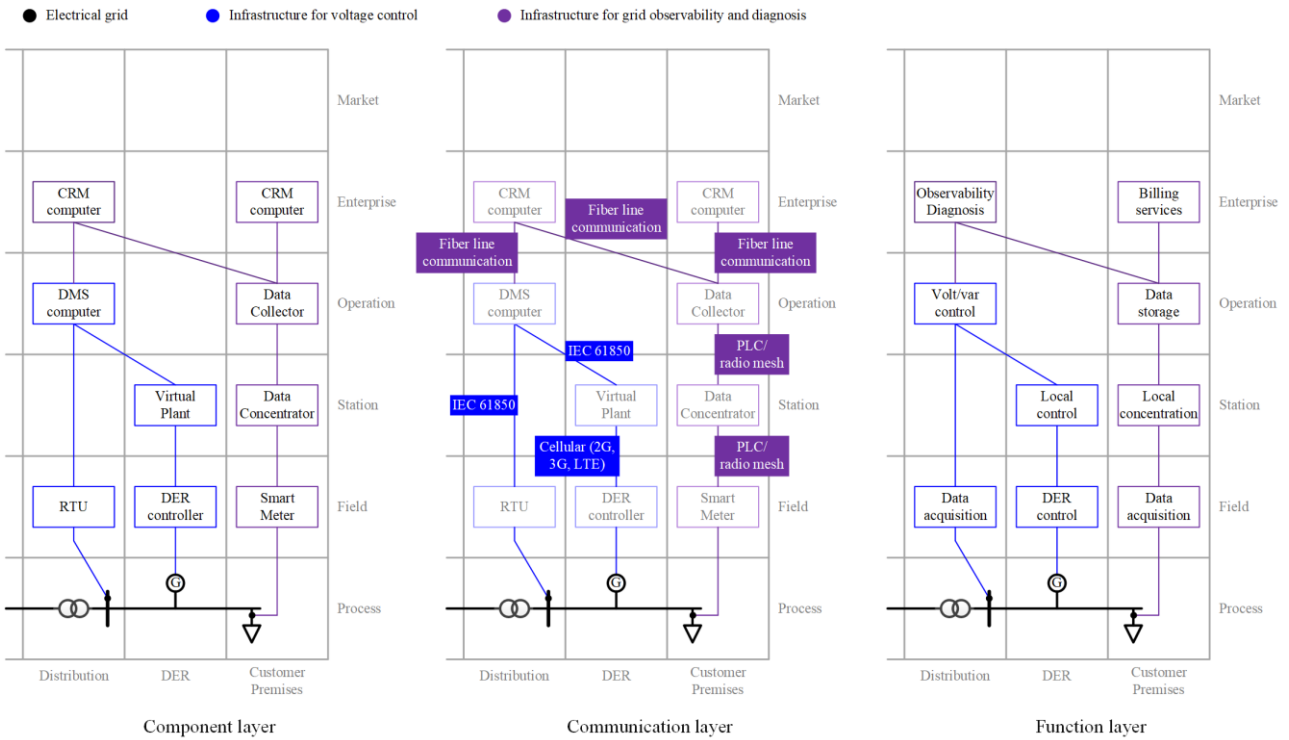 Electrical grid
Infrastructure for voltage control
Infrastructure for grid observability and diagnosis
Market
CRM
computer
CRM
computer
Enterprise
DMS
computer
Data
Collector
Operation
Virtual
Plant
Data
Concentrator
Station
RTU
DER
controller
Smart
Meter
Field
G
Process
Distribution
DER
Customer
Premises
Component layer
Market
CRM
computer
Fiber line
communication
CRM
computer
Enterprise
Fiber line
communication
Fiber line
communication
DMS
computer
Data
Collector
Operation
IEC 61850
PLC/
radio mesh
IEC 61850
Virtual
Plant
Data
Concentrator
Station
Cellular (2G,
3G, LTE)
PLC/
radio mesh
RTU
DER
controller
Smart
Meter
Field
G
Process
Distribution
DER
Customer
Premises
Communication layer
Market
Observability
Diagnosis
Billing
services
Enterprise
Volt/var
control
Data
storage
Operation
Local
control
Local
concentration
Station
Data
acquisition
DER
control
Data
acquisition
Field
G
Process
Distribution
DER
Customer
Premises
Function layer